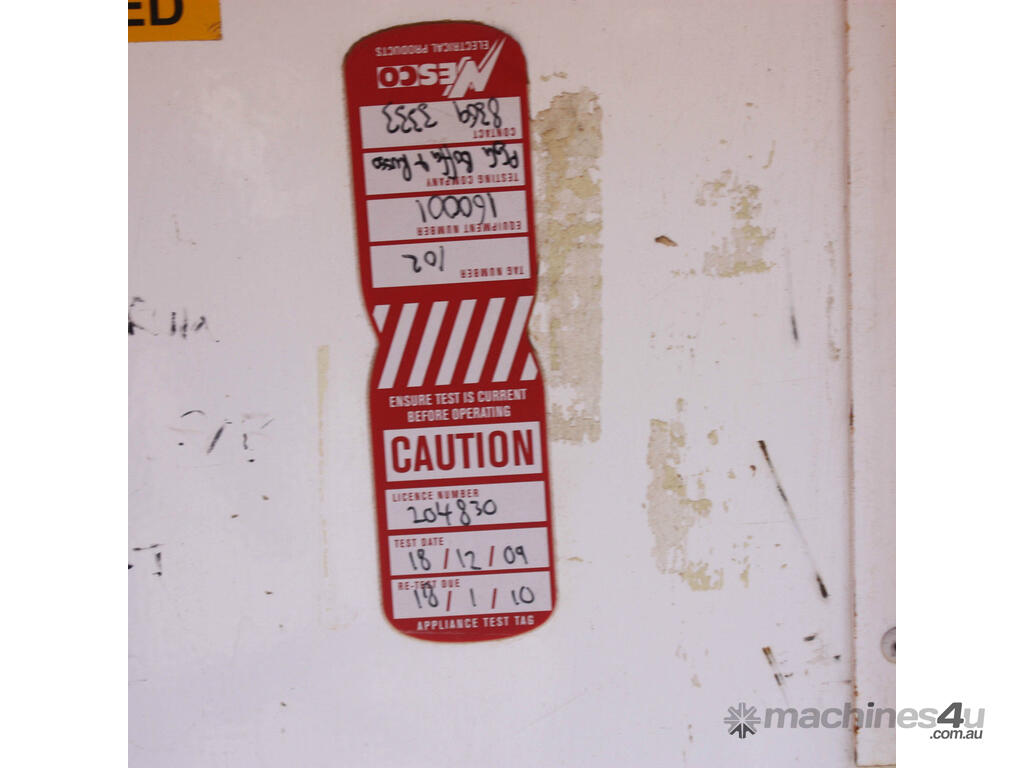 ED
NESCO
ELECTRICAL PRODUCTS
CONTACT
8369 3333
TESTING COMPANY
& Russo
EQUIPMENT NUMBER
160001
TAG NUMBER
102
ENSURE TEST IS CURRENT
BEFORE OPERATING
CAUTION
LICENCE NUMBER
204830
TEST DATE
18 / 12 / 09
RE-TEST DUE
18 / 1 / 10
APPLIANCE TEST TAG
machines4u
.com.au